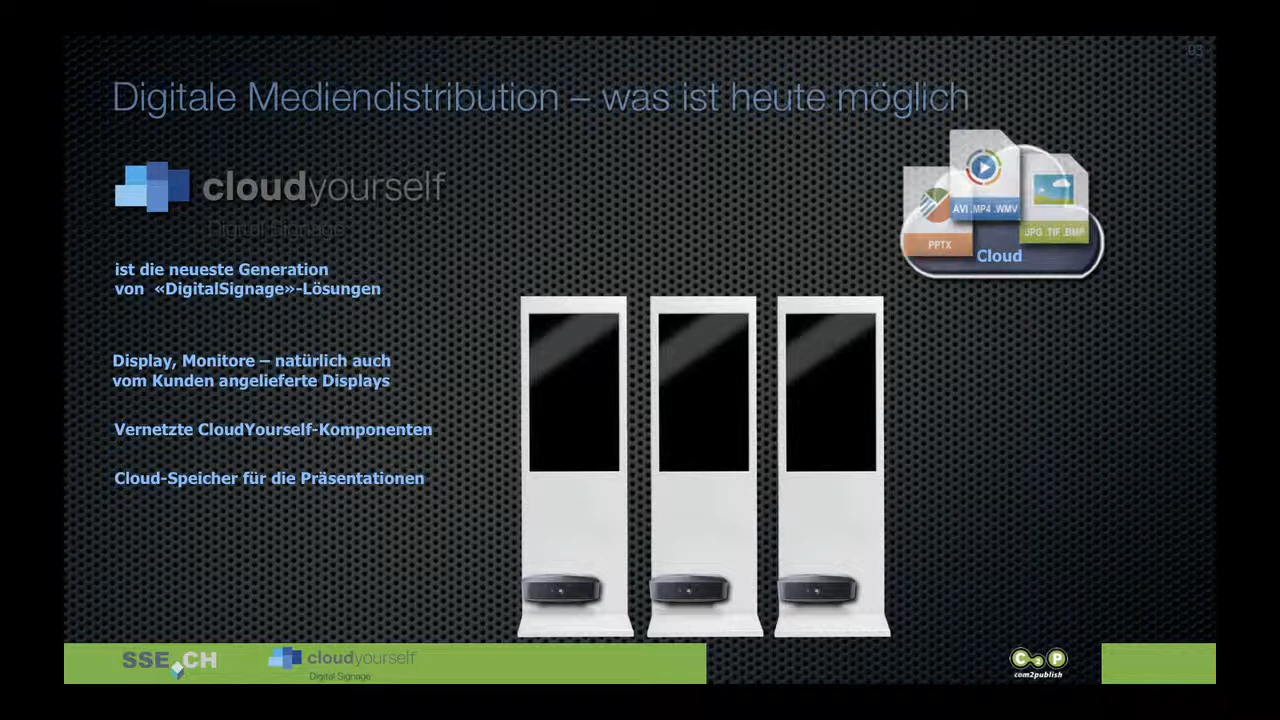 03
Digitale Mediendistribution – was ist heute möglich
cloudyourself
AVI .MP4 .WMV
JPG .TIF .BMP
PPTX
Cloud
ist die neueste Generation
von «DigitalSignage»-Lösungen
Display, Monitore – natürlich auch
vom Kunden angelieferte Displays
Vernetzte CloudYourself-Komponenten
Cloud-Speicher für die Präsentationen
SSE.CH
cloudyourself
Digital Signage
C2P
com2publish